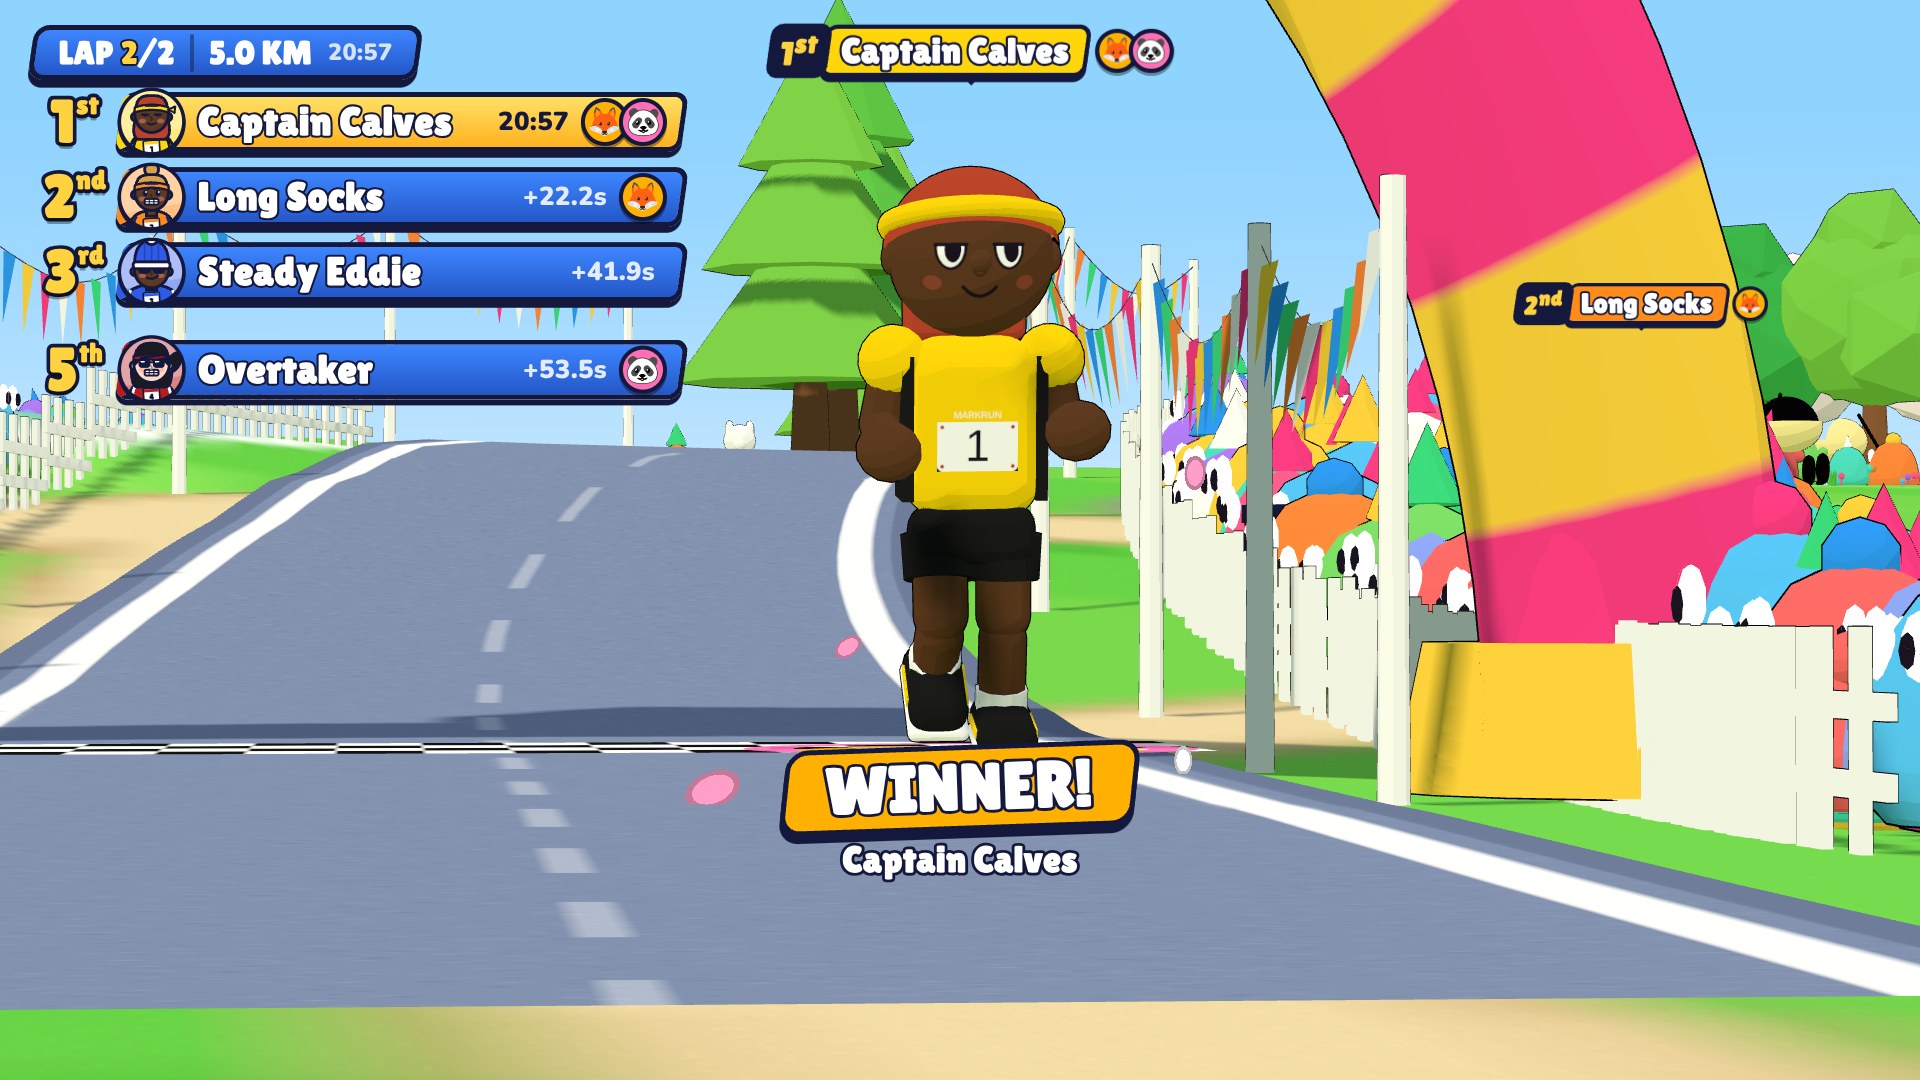 LAP 2/2 5.0 KM 20:57
1st Captain Calves 20:57
2nd Long Socks +22.2s
3rd Steady Eddie +41.9s
5th Overtaker +53.5s
1st Captain Calves
2nd Long Socks
MARKRUN
1
WINNER!
Captain Calves